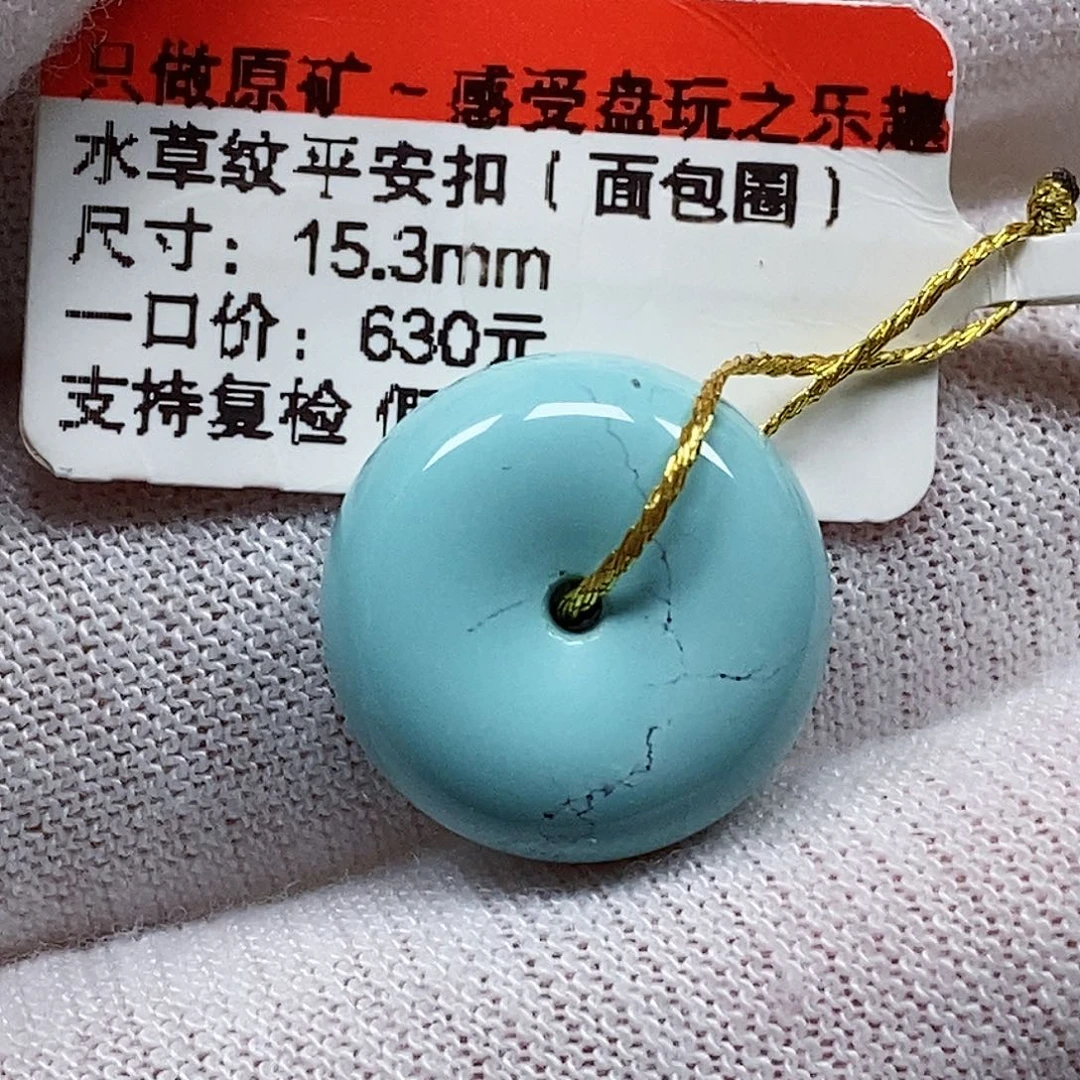 只做原矿~感受盘玩之乐趣
水草纹平安扣（面包圈）
尺寸：15.3mm
一口价：630元
支持复检